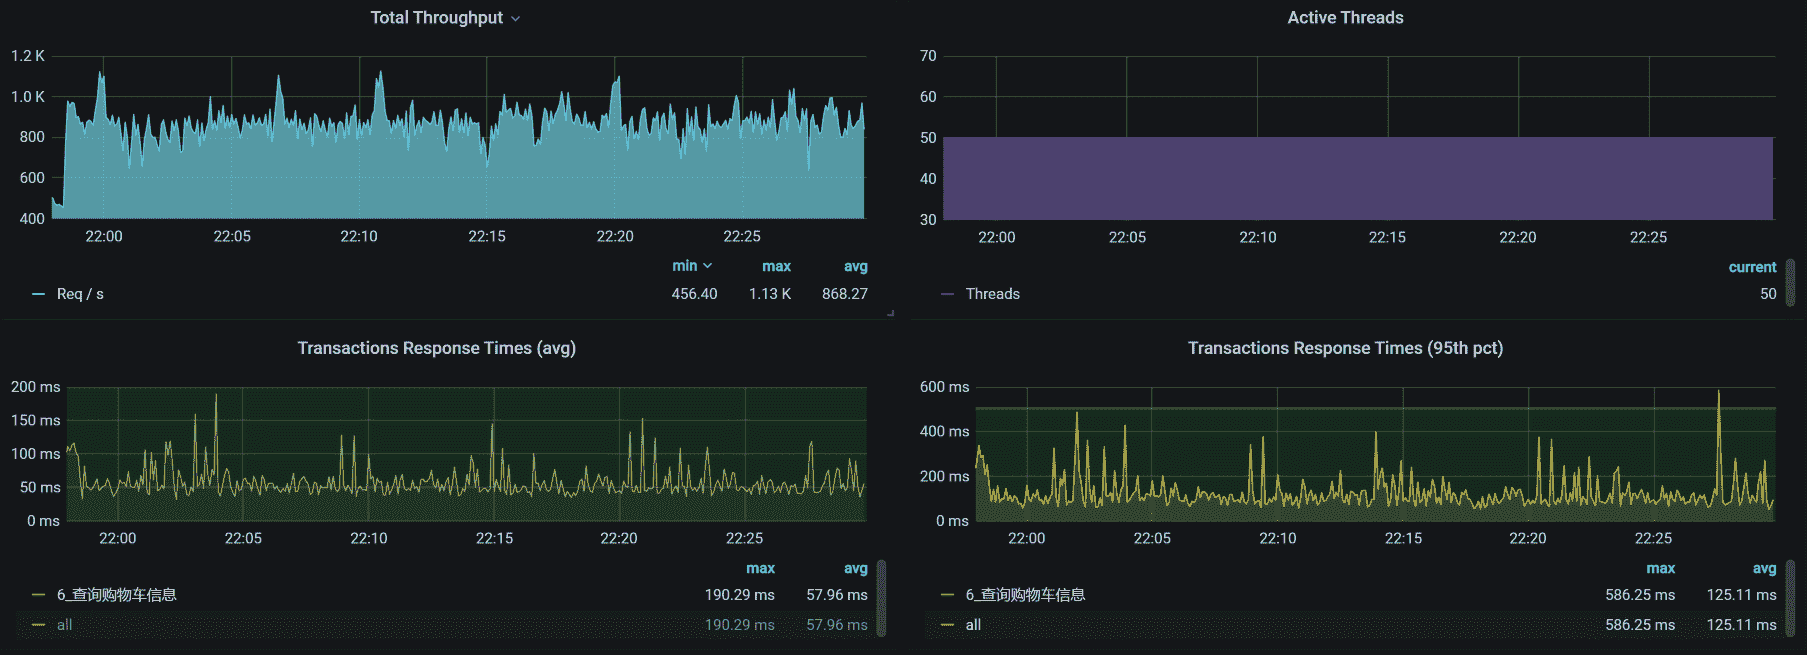 Total Throughput
1.2 K
1.0 K
800
600
400
22:00 22:05 22:10 22:15 22:20 22:25
min max avg
Req / s 456.40 1.13 K 868.27
Active Threads
70
60
50
40
30
22:00 22:05 22:10 22:15 22:20 22:25
current
Threads 50
Transactions Response Times (avg)
200 ms
150 ms
100 ms
50 ms
0 ms
22:00 22:05 22:10 22:15 22:20 22:25
max avg
6_查询购物车信息 190.29 ms 57.96 ms
all 190.29 ms 57.96 ms
Transactions Response Times (95th pct)
600 ms
400 ms
200 ms
0 ms
22:00 22:05 22:10 22:15 22:20 22:25
max avg
6_查询购物车信息 586.25 ms 125.11 ms
all 586.25 ms 125.11 ms